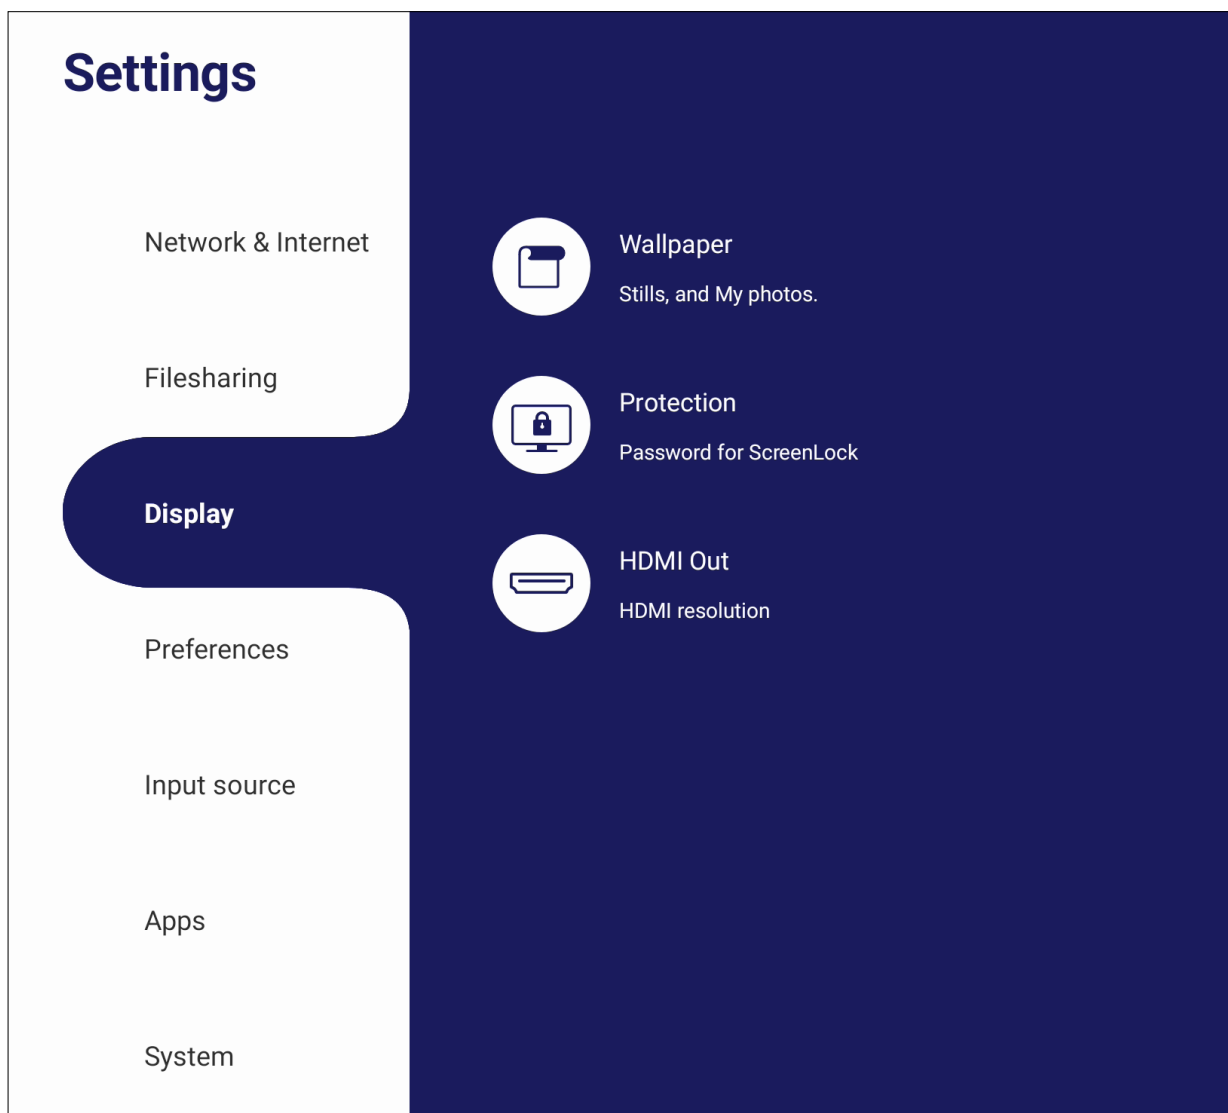 Settings
Network & Internet
Filesharing
Display
Preferences
Input source
Apps
System
Wallpaper
Stills, and My photos.
Protection
Password for ScreenLock
HDMI Out
HDMI resolution